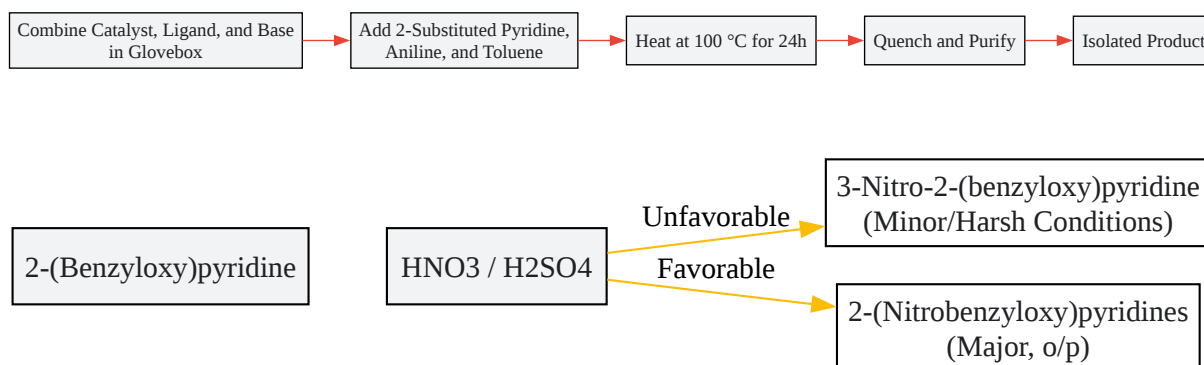 Combine Catalyst, Ligand, and Base
in Glovebox
Add 2-Substituted Pyridine,
Aniline, and Toluene
Heat at 100 °C for 24h
Quench and Purify
Isolated Product
2-(Benzyloxy)pyridine
HNO3 / H2SO4
Unfavorable
Favorable
3-Nitro-2-(benzyloxy)pyridine
(Minor/Harsh Conditions)
2-(Nitrobenzyloxy)pyridines
(Major, o/p)